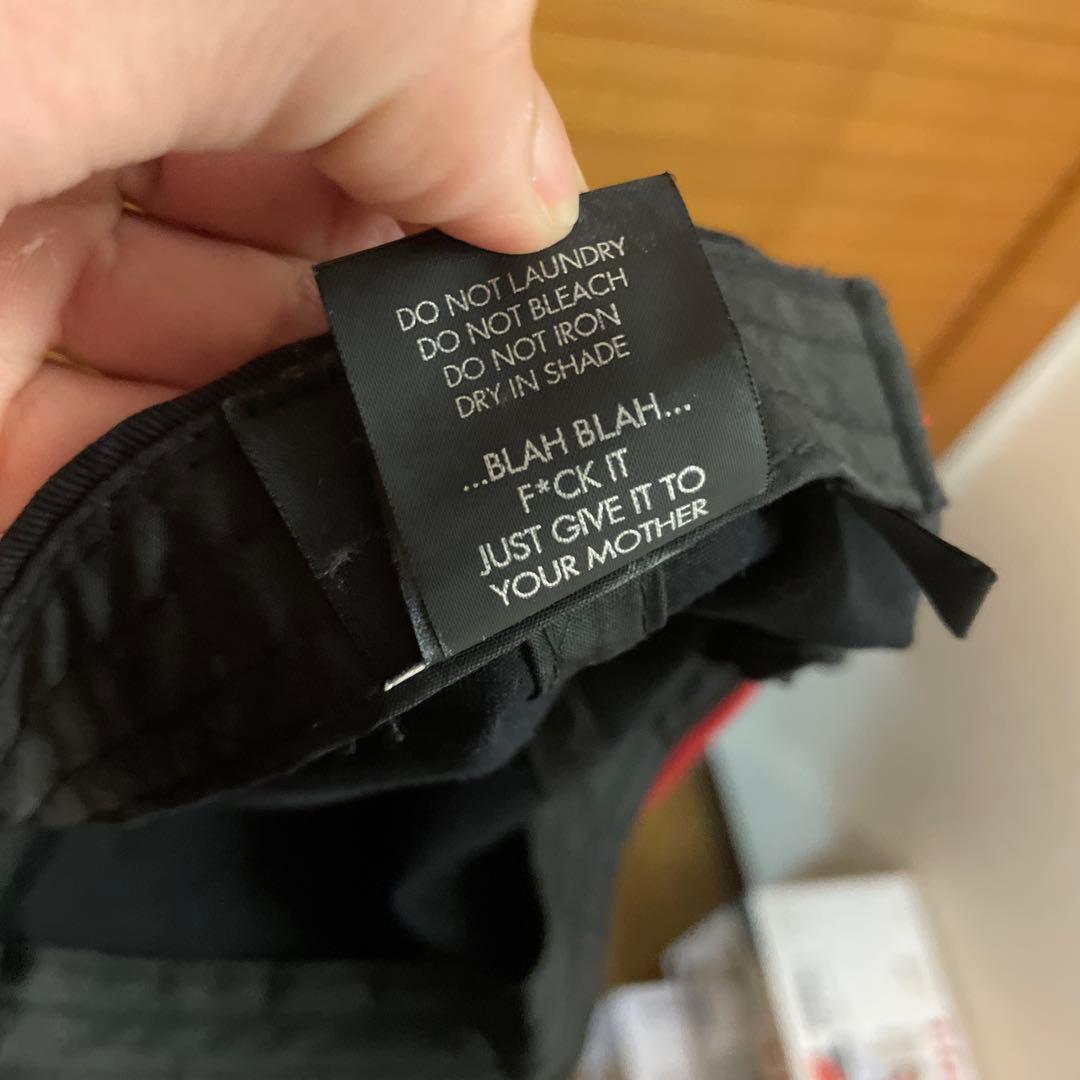 DO NOT LAUNDRY
DO NOT BLEACH
DO NOT IRON
DRY IN SHADE
...BLAH BLAH...
F*CK IT
JUST GIVE IT TO
YOUR MOTHER